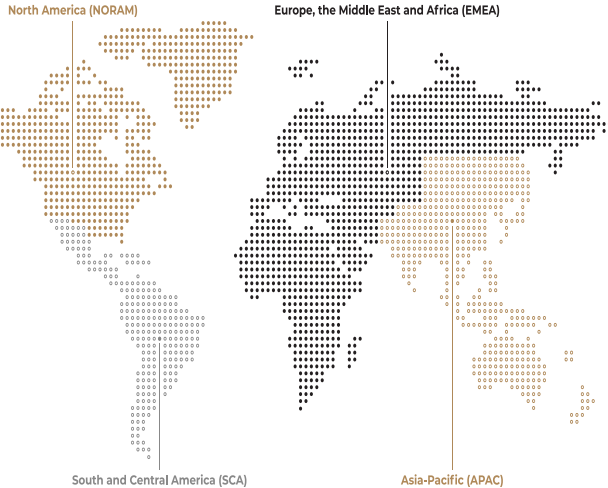 North America (NORAM)
Europe, the Middle East and Africa (EMEA)
South and Central America (SCA)
Asia-Pacific (APAC)